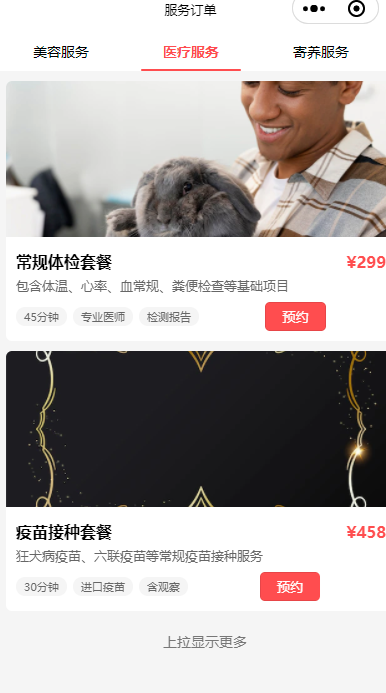 服务订单
美容服务 医疗服务 寄养服务
常规体检套餐 ¥299
包含体温、心率、血常规、粪便检查等基础项目
45分钟 专业医师 检测报告 预约
疫苗接种套餐 ¥458
狂犬病疫苗、六联疫苗等常规疫苗接种服务
30分钟 进口疫苗 含观察 预约
上拉显示更多